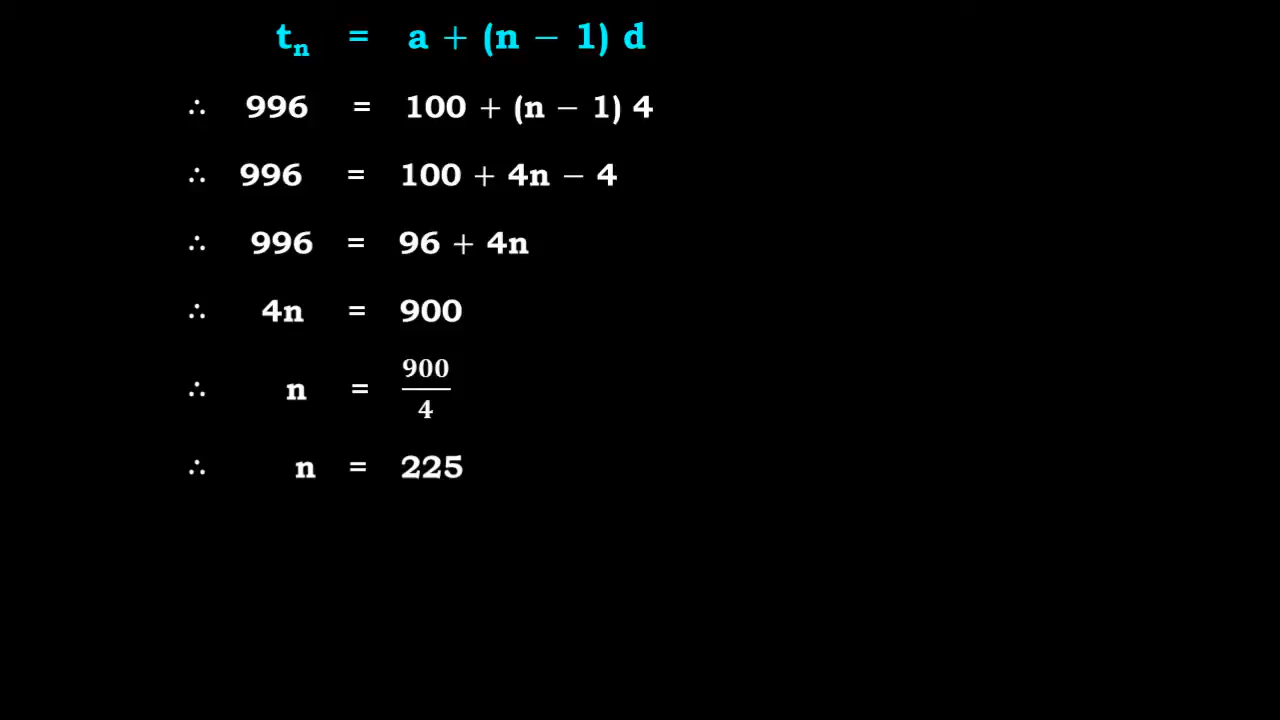 tₙ = a + (n − 1) d
∴ 996 = 100 + (n − 1) 4
∴ 996 = 100 + 4n − 4
∴ 996 = 96 + 4n
∴ 4n = 900
∴ n = 900/4
∴ n = 225